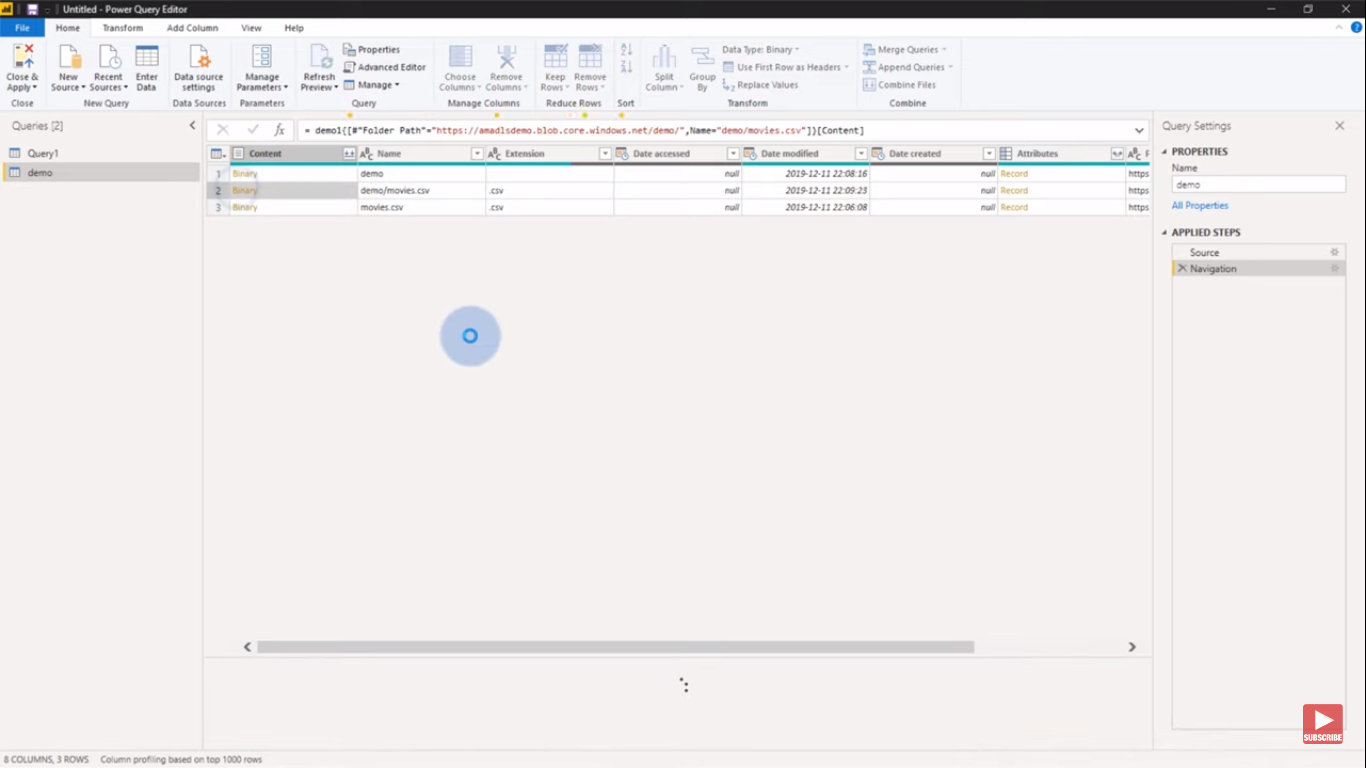 Untitled - Power Query Editor
File Home Transform Add Column View Help
Close & Apply
New Source
Recent Sources
Enter Data
Data source settings
Manage Parameters
Refresh Preview
Properties
Advanced Editor
Manage
Choose Columns
Remove Columns
Keep Rows
Remove Rows
Split Column
Group By
Data Type: Binary
Use First Row as Headers
Replace Values
Merge Queries
Append Queries
Combine Files
Close New Query Data Sources Parameters Query Manage Columns Reduce Rows Sort Transform Combine
Queries [2]
Query1
demo
fx = demo1{[#"Folder Path"="https://amadlsdemo.blob.core.windows.net/demo/",Name="demo/movies.csv"]}[Content]
Content Name Extension Date accessed Date modified Date created Attributes F
1 Binary demo null 2019-12-11 22:08:16 null Record https
2 Binary demo/movies.csv .csv null 2019-12-11 22:09:23 null Record https
3 Binary movies.csv .csv null 2019-12-11 22:06:08 null Record https
Query Settings
PROPERTIES
Name
demo
All Properties
APPLIED STEPS
Source
Navigation
SUBSCRIBE
8 COLUMNS, 3 ROWS Column profiling based on top 1000 rows